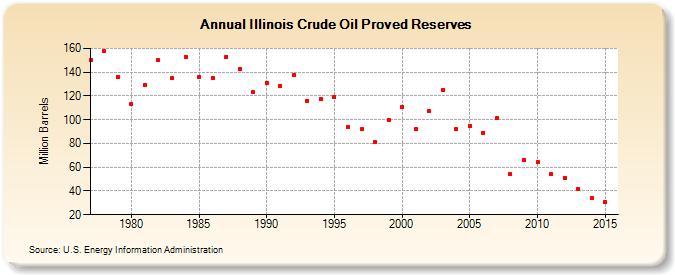 Annual Illinois Crude Oil Proved Reserves
Million Barrels
160
140
120
100
80
60
40
20
1980 1985 1990 1995 2000 2005 2010 2015
Source: U.S. Energy Information Administration